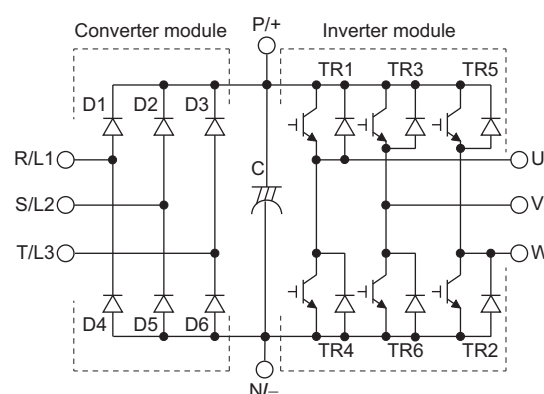 Converter module
P/+
Inverter module
TR1
TR3
TR5
D1
D2
D3
R/L1
S/L2
T/L3
C
U
V
W
D4
D5
D6
TR4
TR6
TR2
N/−